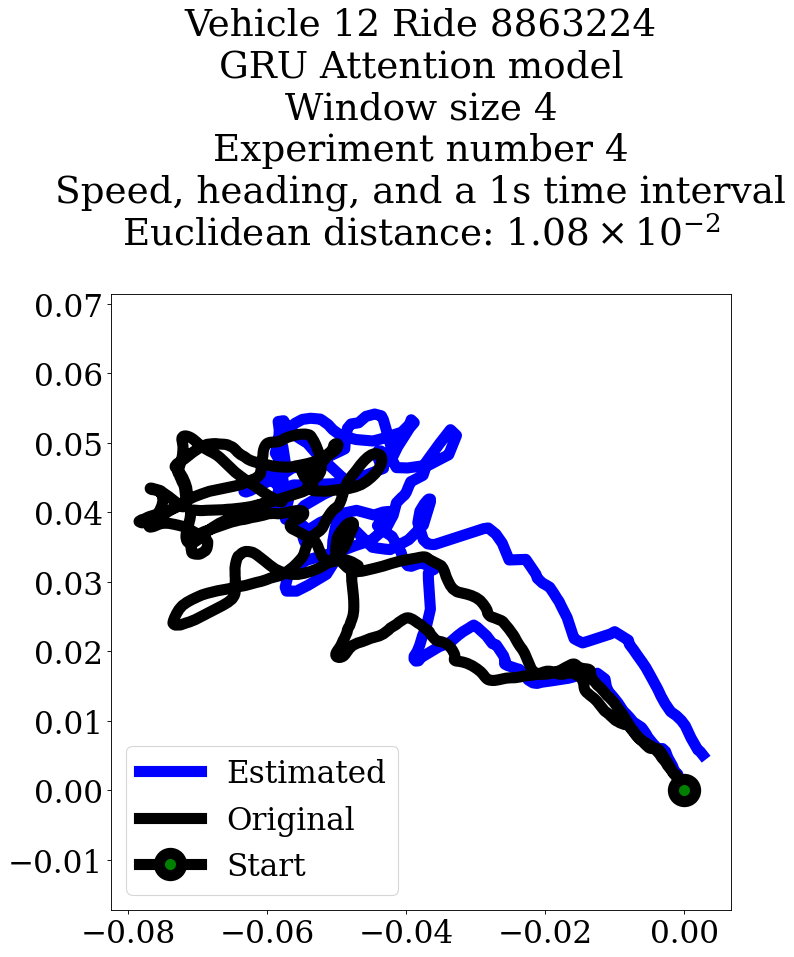 Vehicle 12 Ride 8863224
GRU Attention model
Window size 4
Experiment number 4
Speed, heading, and a 1s time interval
Euclidean distance: 1.08 × 10⁻²
0.07
0.06
0.05
0.04
0.03
0.02
0.01
0.00
−0.01
Estimated
Original
Start
−0.08
−0.06
−0.04
−0.02
0.00